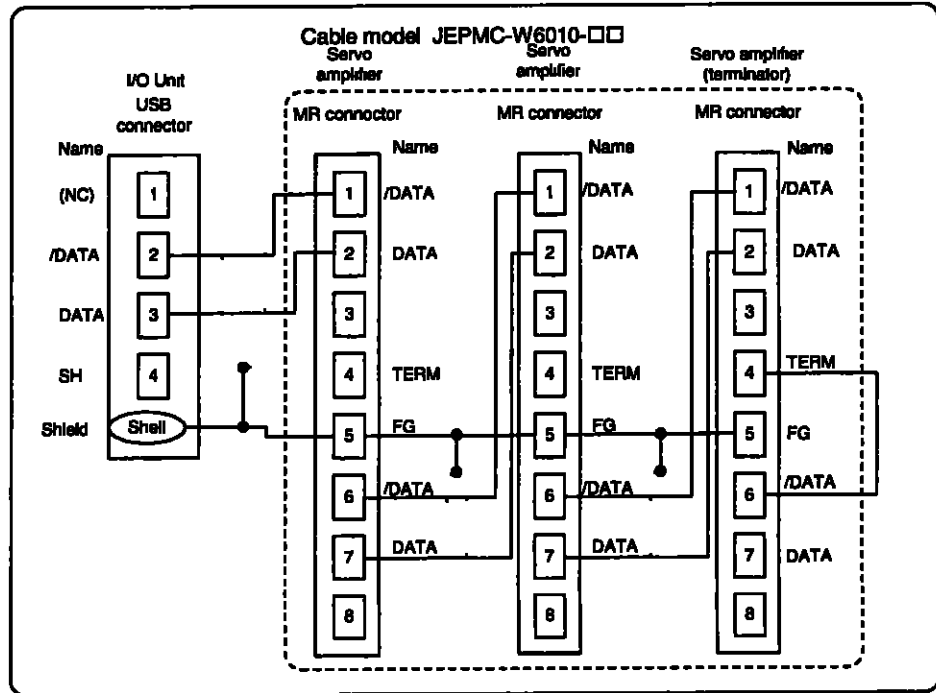 Cable model JEPMC-W6010-□□
Servo amplifier
Servo amplifier
Servo amplifier (terminator)
I/O Unit
USB connector
MR connoctor
MR connector
MR connector
Name
Name
Name
Name
(NC) 1
/DATA 2
DATA 3
SH 4
Shield Shell
1 /DATA
2 DATA
3
4 TERM
5 FG
6 /DATA
7 DATA
8
1 /DATA
2 DATA
3
4 TERM
5 FG
6 /DATA
7 DATA
8
1 /DATA
2 DATA
3
4 TERM
5 FG
6 /DATA
7 DATA
8